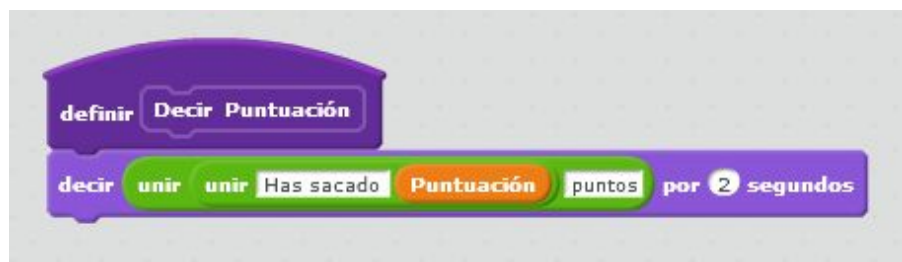 definir Decir Puntuación
decir unir unir Has sacado Puntuación puntos por 2 segundos